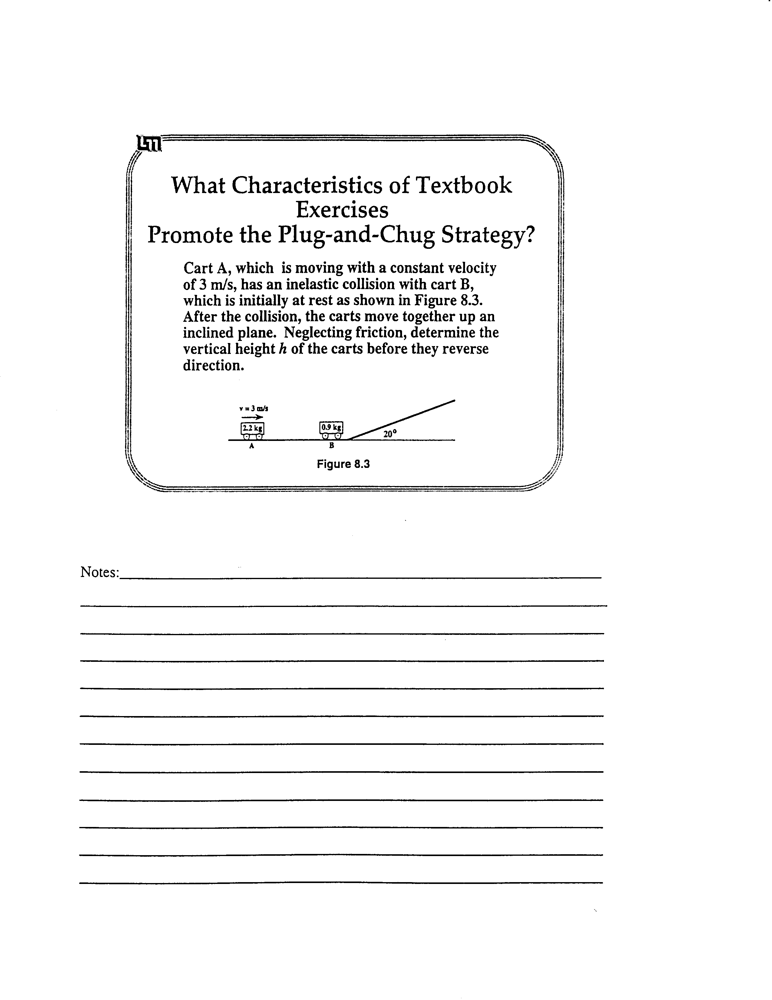 What Characteristics of Textbook
Exercises
Promote the Plug-and-Chug Strategy?
Cart A, which is moving with a constant velocity
of 3 m/s, has an inelastic collision with cart B,
which is initially at rest as shown in Figure 8.3.
After the collision, the carts move together up an
inclined plane. Neglecting friction, determine the
vertical height h of the carts before they reverse
direction.
v = 3 m/s
2.2 kg
0.9 kg
20°
A
B
Figure 8.3
Notes: